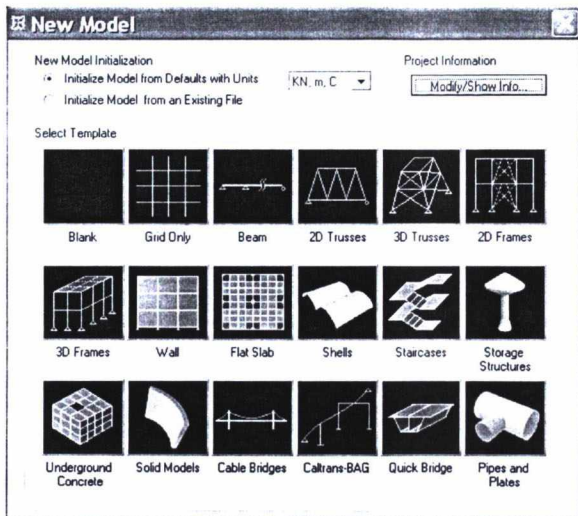 New Model
New Model Initialization
Project Information
Initialize Model from Defaults with Units
KN, m, C
Modify/Show Info...
Initialize Model from an Existing File
Select Template
Blank
Grid Only
Beam
2D Trusses
3D Trusses
2D Frames
3D Frames
Wall
Flat Slab
Shells
Staircases
Storage
Structures
Underground
Concrete
Solid Models
Cable Bridges
Caltrans-BAG
Quick Bridge
Pipes and
Plates